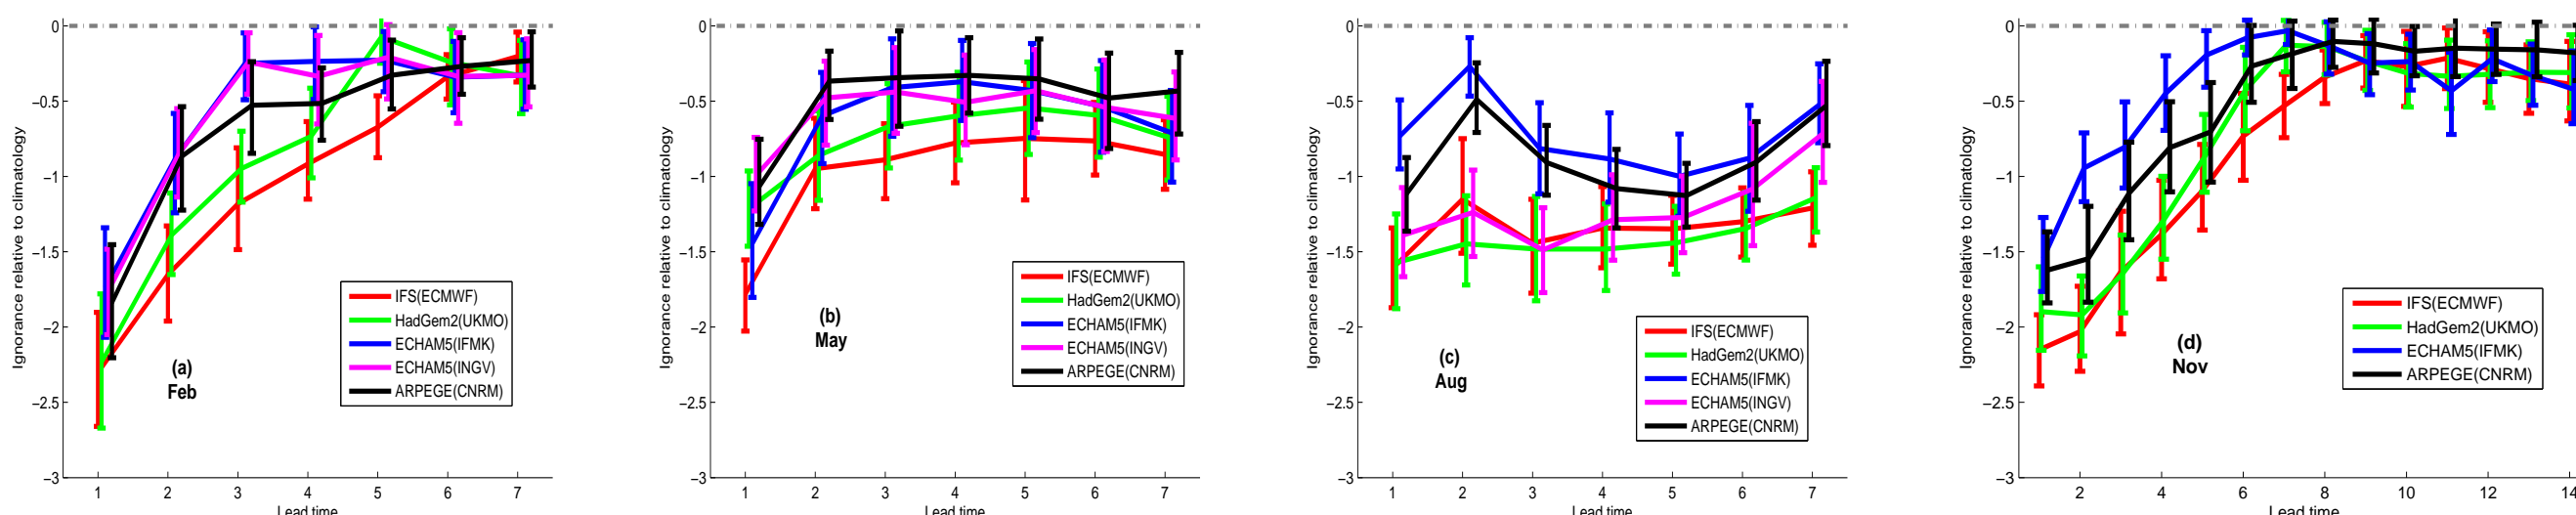 Ignorance relative to climatology
0
−0.5
−1
−1.5
−2
−2.5
−3
1 2 3 4 5 6 7
Lead time
(a)
Feb
IFS(ECMWF)
HadGem2(UKMO)
ECHAM5(IFMK)
ECHAM5(INGV)
ARPEGE(CNRM)
Ignorance relative to climatology
0
−0.5
−1
−1.5
−2
−2.5
−3
1 2 3 4 5 6 7
Lead time
(b)
May
IFS(ECMWF)
HadGem2(UKMO)
ECHAM5(IFMK)
ECHAM5(INGV)
ARPEGE(CNRM)
Ignorance relative to climatology
0
−0.5
−1
−1.5
−2
−2.5
−3
1 2 3 4 5 6 7
Lead time
(c)
Aug
IFS(ECMWF)
HadGem2(UKMO)
ECHAM5(IFMK)
ECHAM5(INGV)
ARPEGE(CNRM)
Ignorance relative to climatology
0
−0.5
−1
−1.5
−2
−2.5
−3
2 4 6 8 10 12 14
Lead time
(d)
Nov
IFS(ECMWF)
HadGem2(UKMO)
ECHAM5(IFMK)
ARPEGE(CNRM)